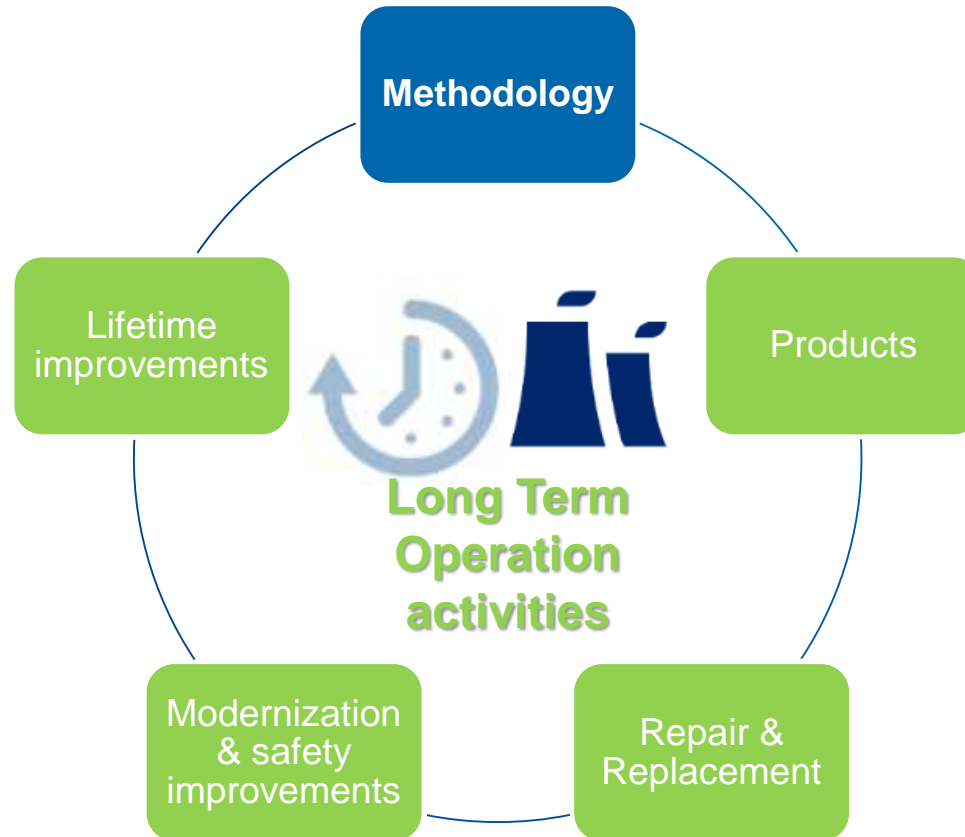 Methodology
Lifetime
improvements
Products
Long Term
Operation
activities
Modernization
& safety
improvements
Repair &
Replacement